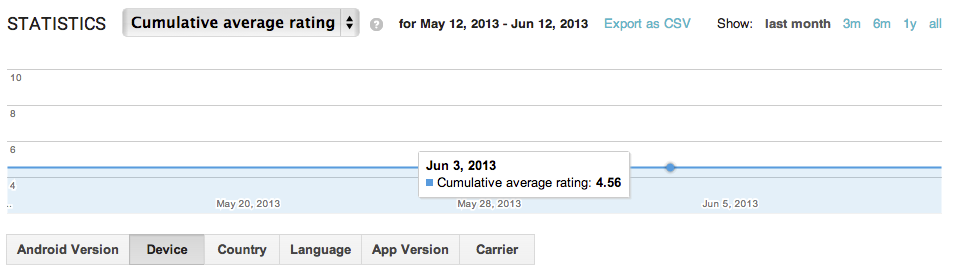 STATISTICS Cumulative average rating ? for May 12, 2013 - Jun 12, 2013 Export as CSV Show: last month 3m 6m 1y all
10
8
6
Jun 3, 2013
Cumulative average rating: 4.56
4
.. May 20, 2013 May 28, 2013 Jun 5, 2013
Android Version Device Country Language App Version Carrier